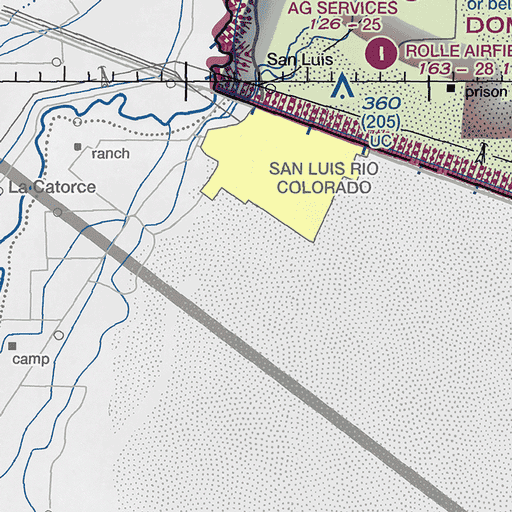 AG SERVICES
126 - 25
or bel
DOM
ROLLE AIRFIE
163 - 28 1
San Luis
prison
360
(205)
UC
ranch
SAN LUIS RIO
COLORADO
La Catorce
camp